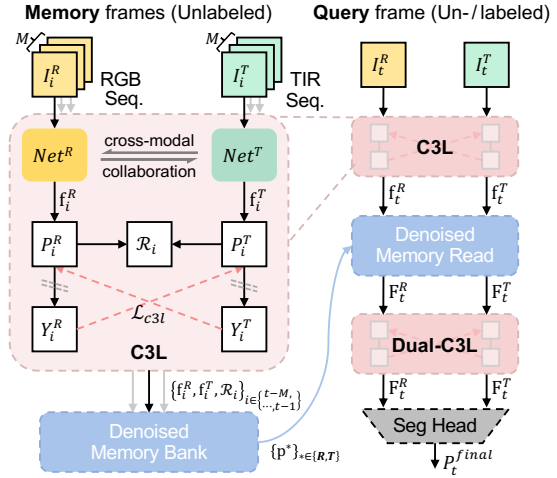 Memory frames (Unlabeled)
M
I_i^R
RGB
Seq.
I_i^T
TIR
Seq.
Net^R
cross-modal
collaboration
Net^T
f_i^R
f_i^T
P_i^R
ℛ_i
P_i^T
M
Y_i^R
ℒ_c3l
Y_i^T
C3L
{f_i^R, f_i^T, ℛ_i}_i∈{t−M,
⋯,t−1}
Denoised
Memory Bank
{p*}_*∈{R,T}
Query frame (Un-/labeled)
I_t^R
I_t^T
C3L
f_t^R
f_t^T
Denoised
Memory Read
F_t^R
F_t^T
Dual-C3L
F_t^R
F_t^T
Seg Head
P_t^final